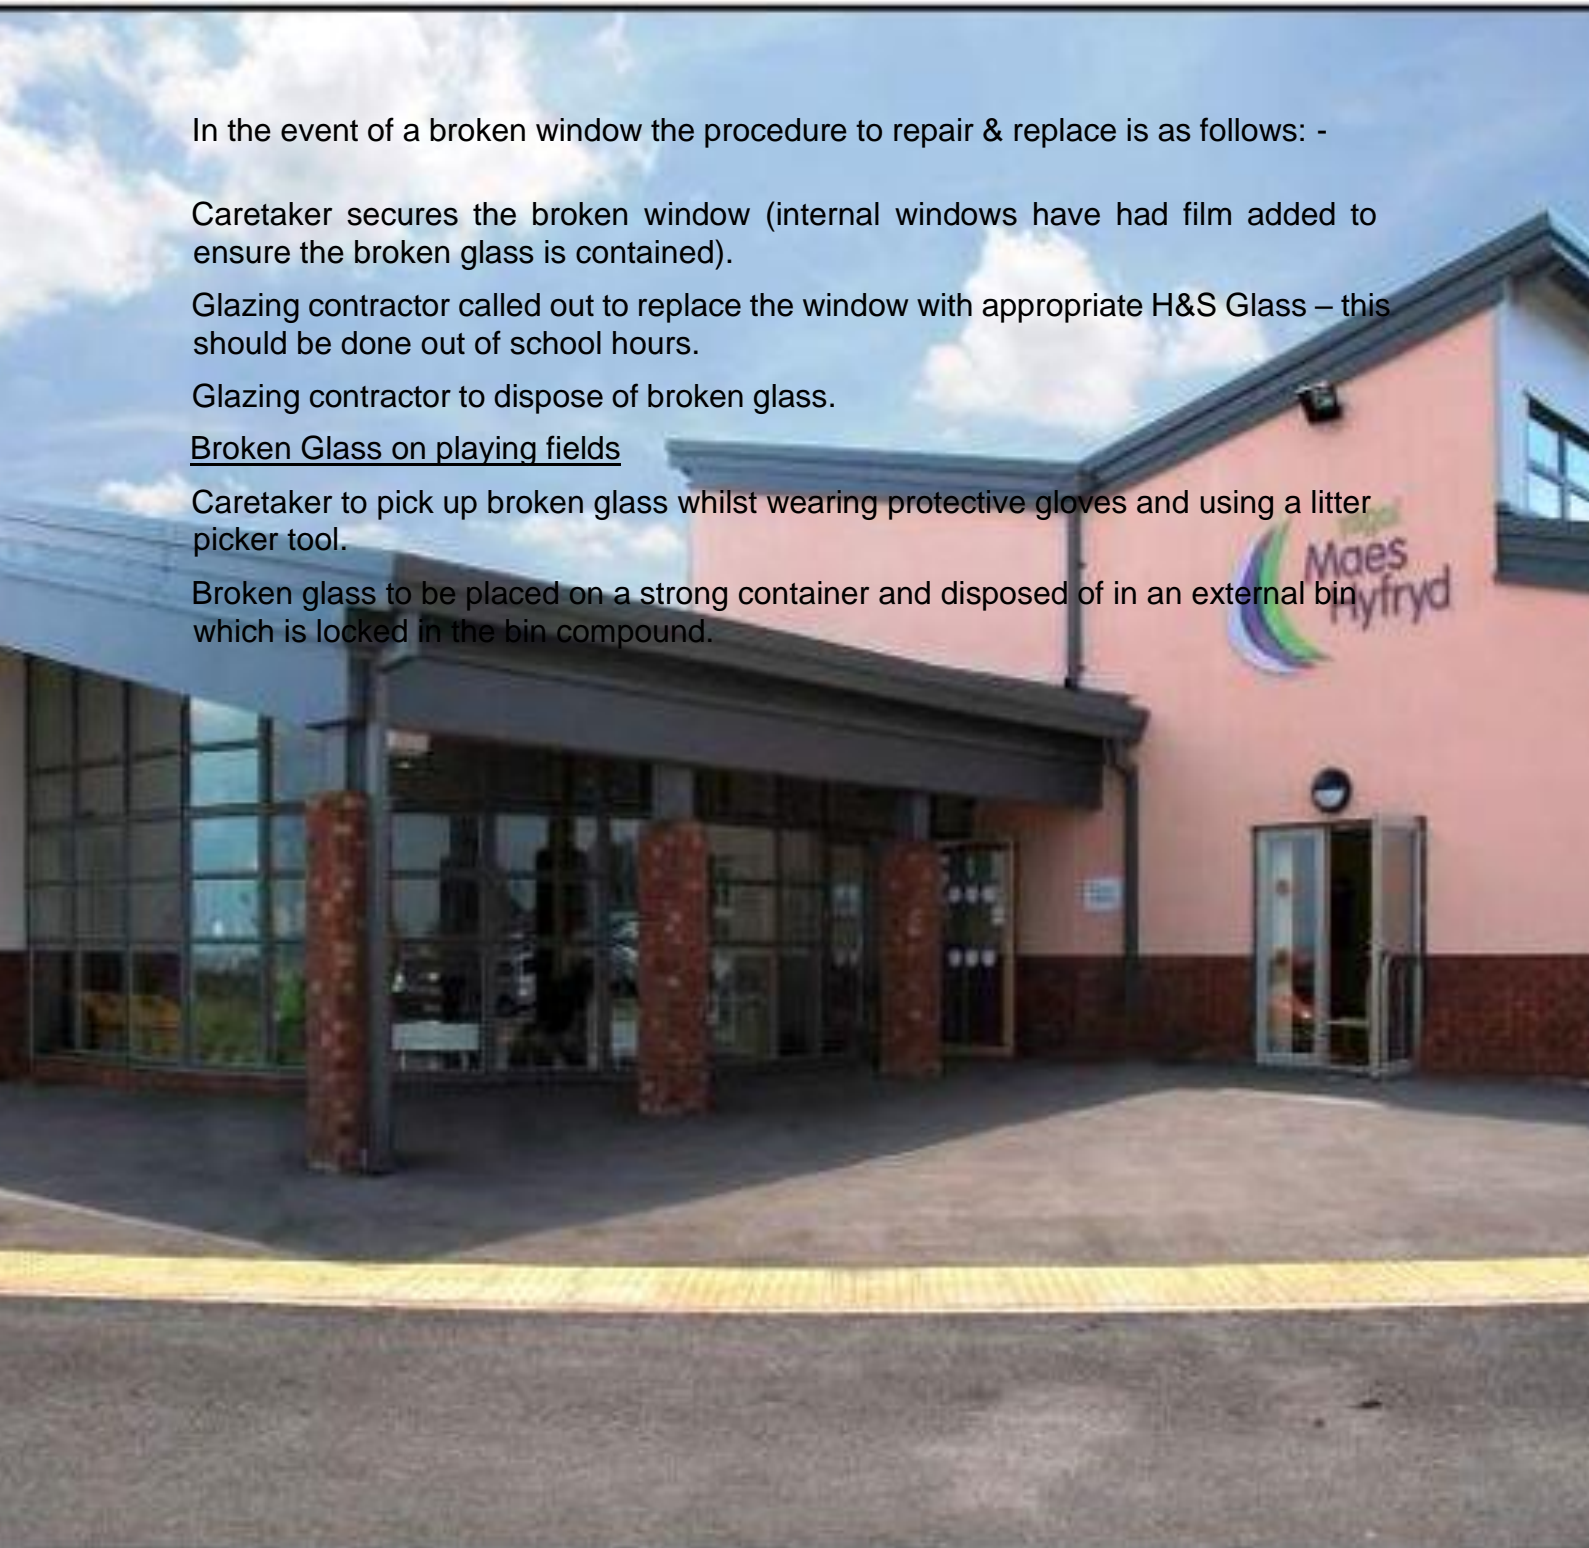 In the event of a broken window the procedure to repair & replace is as follows: -
Caretaker secures the broken window (internal windows have had film added to
ensure the broken glass is contained).
Glazing contractor called out to replace the window with appropriate H&S Glass – this
should be done out of school hours.
Glazing contractor to dispose of broken glass.
Broken Glass on playing fields
Caretaker to pick up broken glass whilst wearing protective gloves and using a litter
picker tool.
Broken glass to be placed on a strong container and disposed of in an external bin
which is locked in the bin compound.
Maes
Hyfryd